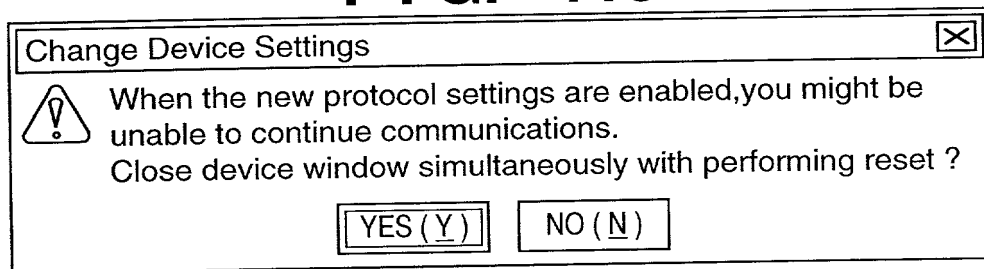 Change Device Settings
When the new protocol settings are enabled,you might be
unable to continue communications.
Close device window simultaneously with performing reset ?
YES ( Y ) NO ( N )